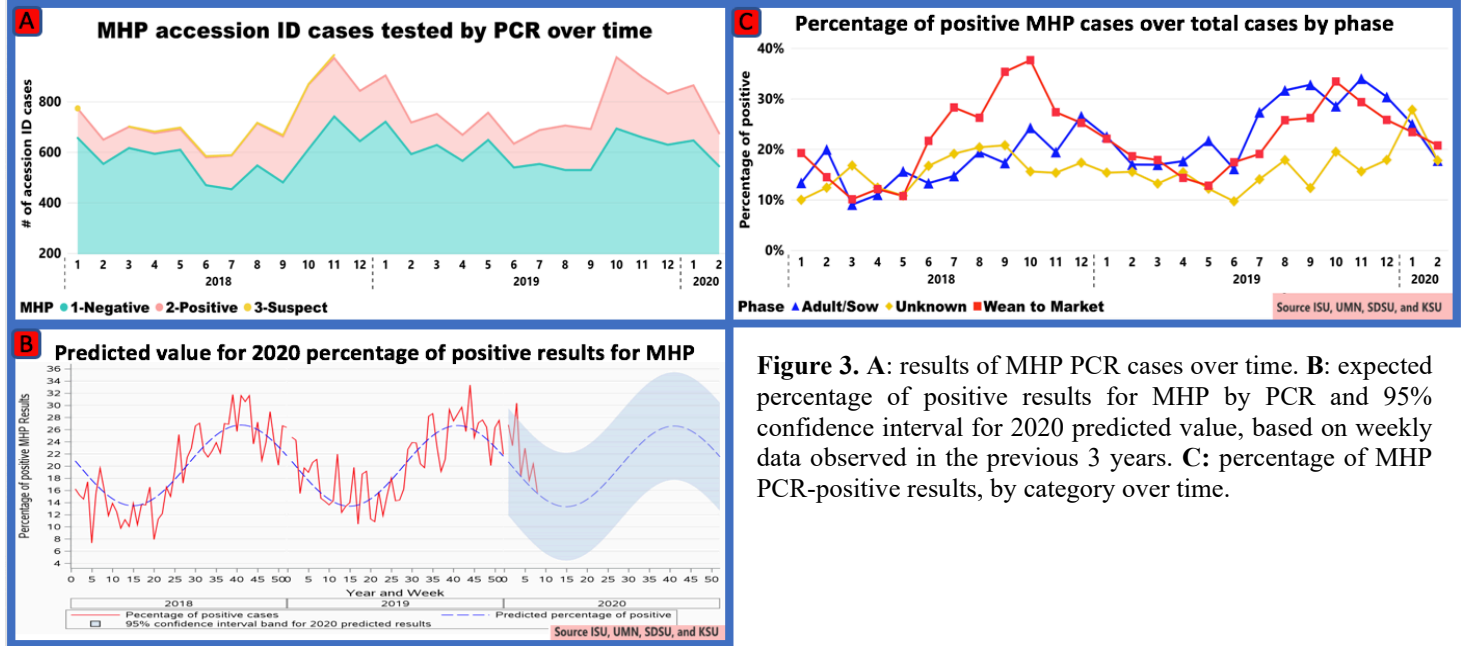 A
MHP accession ID cases tested by PCR over time
# of acession ID cases
800
600
400
200
1 2 3 4 5 6 7 8 9 10 11 12 1 2 3 4 5 6 7 8 9 10 11 12 1 2
2018 2019 2020
MHP 1-Negative 2-Positive 3-Suspect
C
Percentage of positive MHP cases over total cases by phase
Percentage of positive
40%
30%
20%
10%
0%
1 2 3 4 5 6 7 8 9 10 11 12 1 2 3 4 5 6 7 8 9 10 11 12 1 2
2018 2019 2020
Phase Adult/Sow Unknown Wean to Market
Source ISU, UMN, SDSU, and KSU
B
Predicted value for 2020 percentage of positive results for MHP
Percentage of positive MHP Results
36
34
32
30
28
26
24
22
20
18
16
14
12
10
8
6
4
0 5 10 15 20 25 30 35 40 45 500 5 10 15 20 25 30 35 40 45 500 5 10 15 20 25 30 35 40 45 50
Year and Week
2018 2019 2020
Pecentage of positive cases Predicted percentage of positive
95% confidence interval band for 2020 predicted results
Source ISU, UMN, SDSU, and KSU
Figure 3. A: results of MHP PCR cases over time. B: expected
percentage of positive results for MHP by PCR and 95%
confidence interval for 2020 predicted value, based on weekly
data observed in the previous 3 years. C: percentage of MHP
PCR-positive results, by category over time.